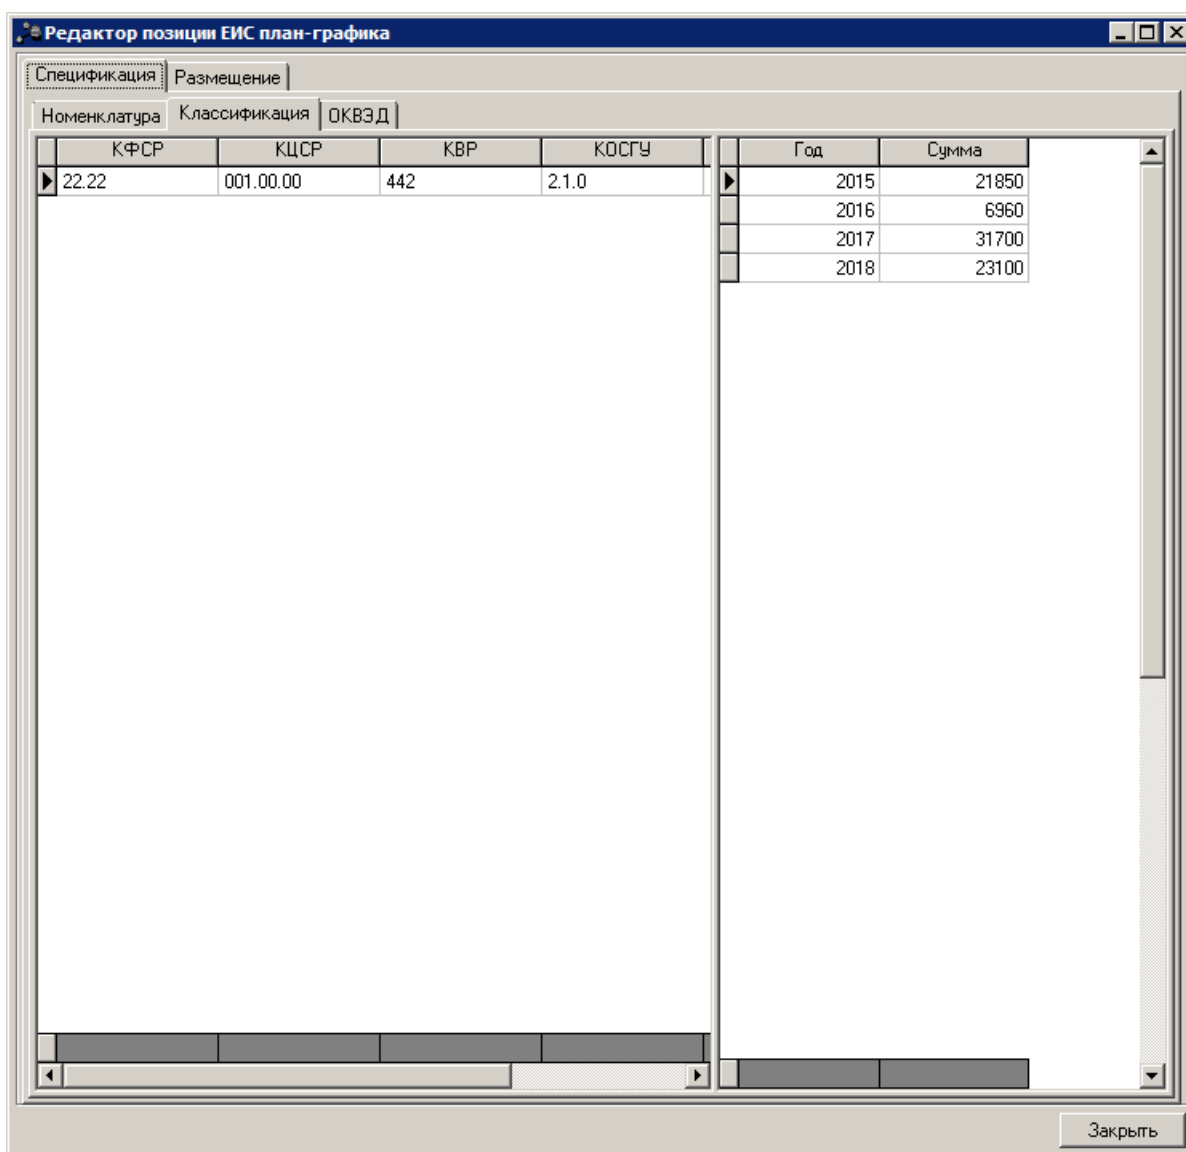 Редактор позиции ЕИС план-графика
Спецификация Размещение
Номенклатура Классификация ОКВЭД
КФСР КЦСР КВР КОСГУ Год Сумма
22.22 001.00.00 442 2.1.0 2015 21850
2016 6960
2017 31700
2018 23100
Закрыть